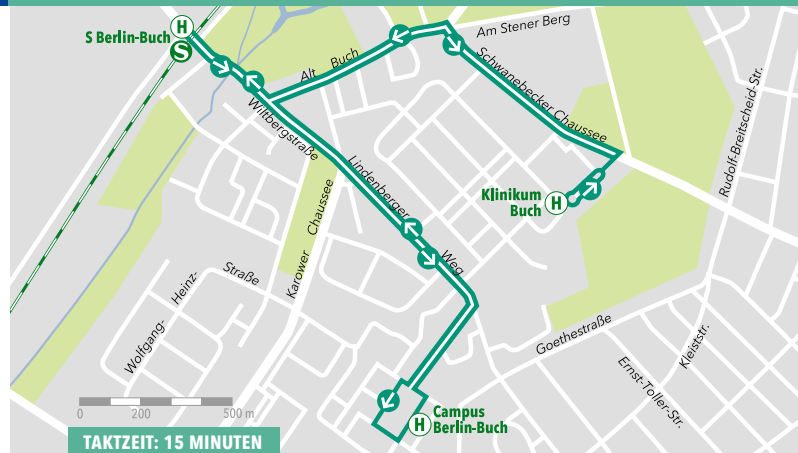 H
S Berlin-Buch
S
Am Stener Berg
Alt Buch
Schwanebecker Chaussee
Rudolf-Breitscheid-Str.
Wiltbergstraße
Lindenberger Weg
Klinikum
Buch
H
Karower Chaussee
Wolfgang-Heinz-Straße
Goethestraße
Kleiststr.
Ernst-Toller-Str.
0 200 500 m
H
Campus
Berlin-Buch
TAKTZEIT: 15 MINUTEN